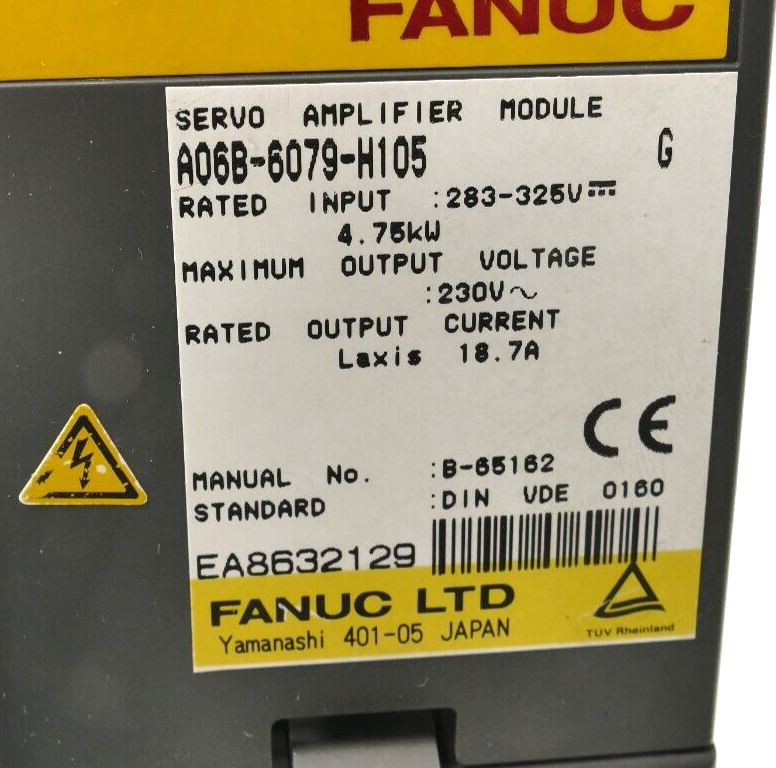 FANUC
SERVO AMPLIFIER MODULE
A06B-6079-H105 G
RATED INPUT :283-325V⎓
4.75kW
MAXIMUM OUTPUT VOLTAGE
:230V~
RATED OUTPUT CURRENT
Laxis 18.7A
CE
MANUAL No. :B-65162
STANDARD :DIN VDE 0160
EA8632129
FANUC LTD
Yamanashi 401-05 JAPAN
TÜV Rheinland